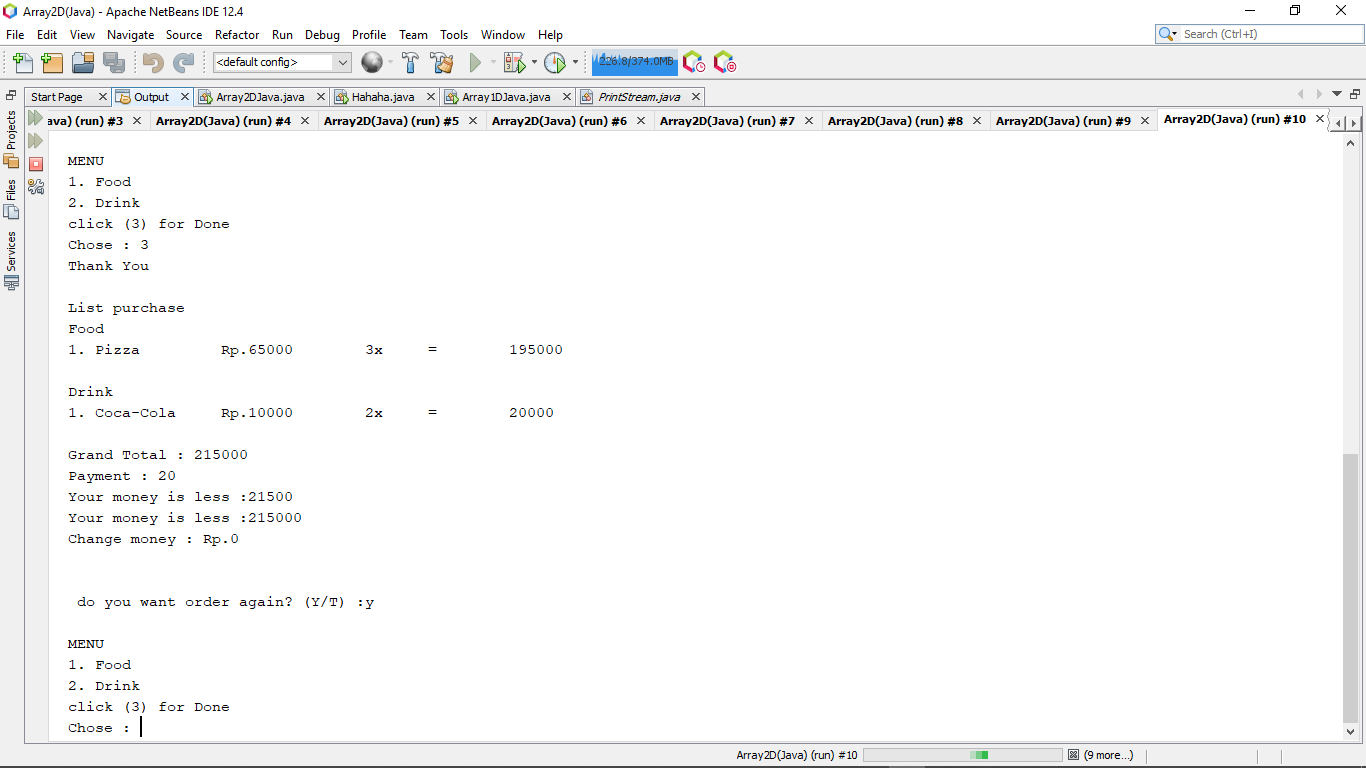 Array2D(Java) - Apache NetBeans IDE 12.4
File Edit View Navigate Source Refactor Run Debug Profile Team Tools Window Help
Search (Ctrl+I)
<default config>
226.8/374.0MB
Start Page Output Array2DJava.java Hahaha.java Array1DJava.java PrintStream.java
ava) (run) #3 Array2D(Java) (run) #4 Array2D(Java) (run) #5 Array2D(Java) (run) #6 Array2D(Java) (run) #7 Array2D(Java) (run) #8 Array2D(Java) (run) #9 Array2D(Java) (run) #10
Projects
Files
Services
MENU
1. Food
2. Drink
click (3) for Done
Chose : 3
Thank You
List purchase
Food
1. Pizza Rp.65000 3x = 195000
Drink
1. Coca-Cola Rp.10000 2x = 20000
Grand Total : 215000
Payment : 20
Your money is less :21500
Your money is less :215000
Change money : Rp.0
do you want order again? (Y/T) :y
MENU
1. Food
2. Drink
click (3) for Done
Chose :
Array2D(Java) (run) #10 (9 more...)